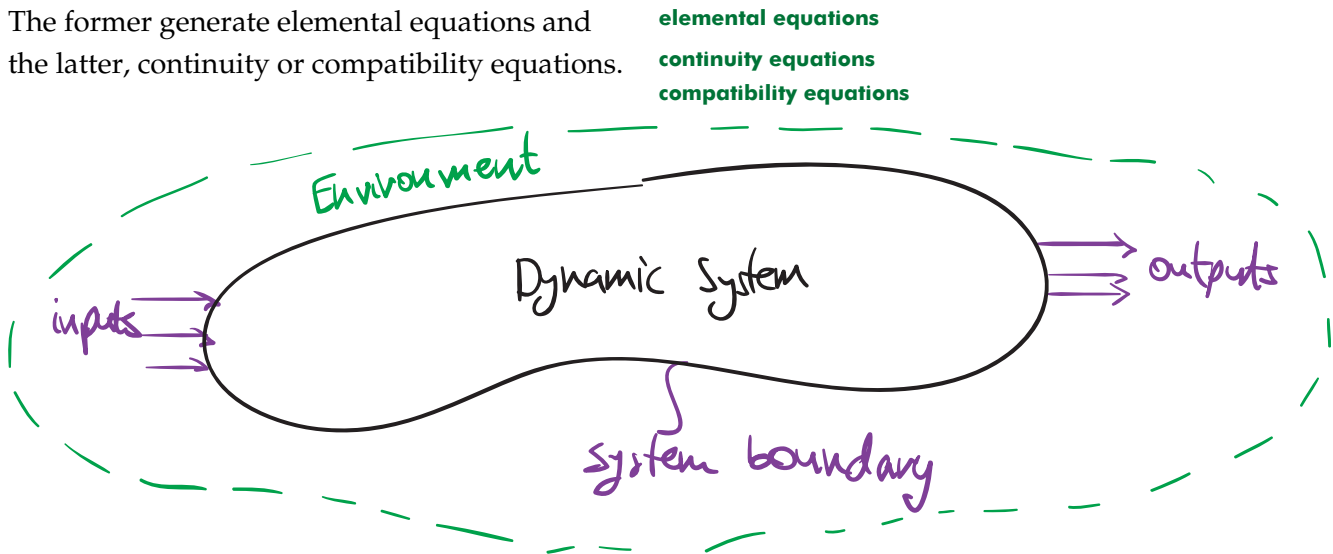 The former generate elemental equations and
the latter, continuity or compatibility equations.
elemental equations
continuity equations
compatibility equations
Environment
Dynamic System
inputs
outputs
system boundary